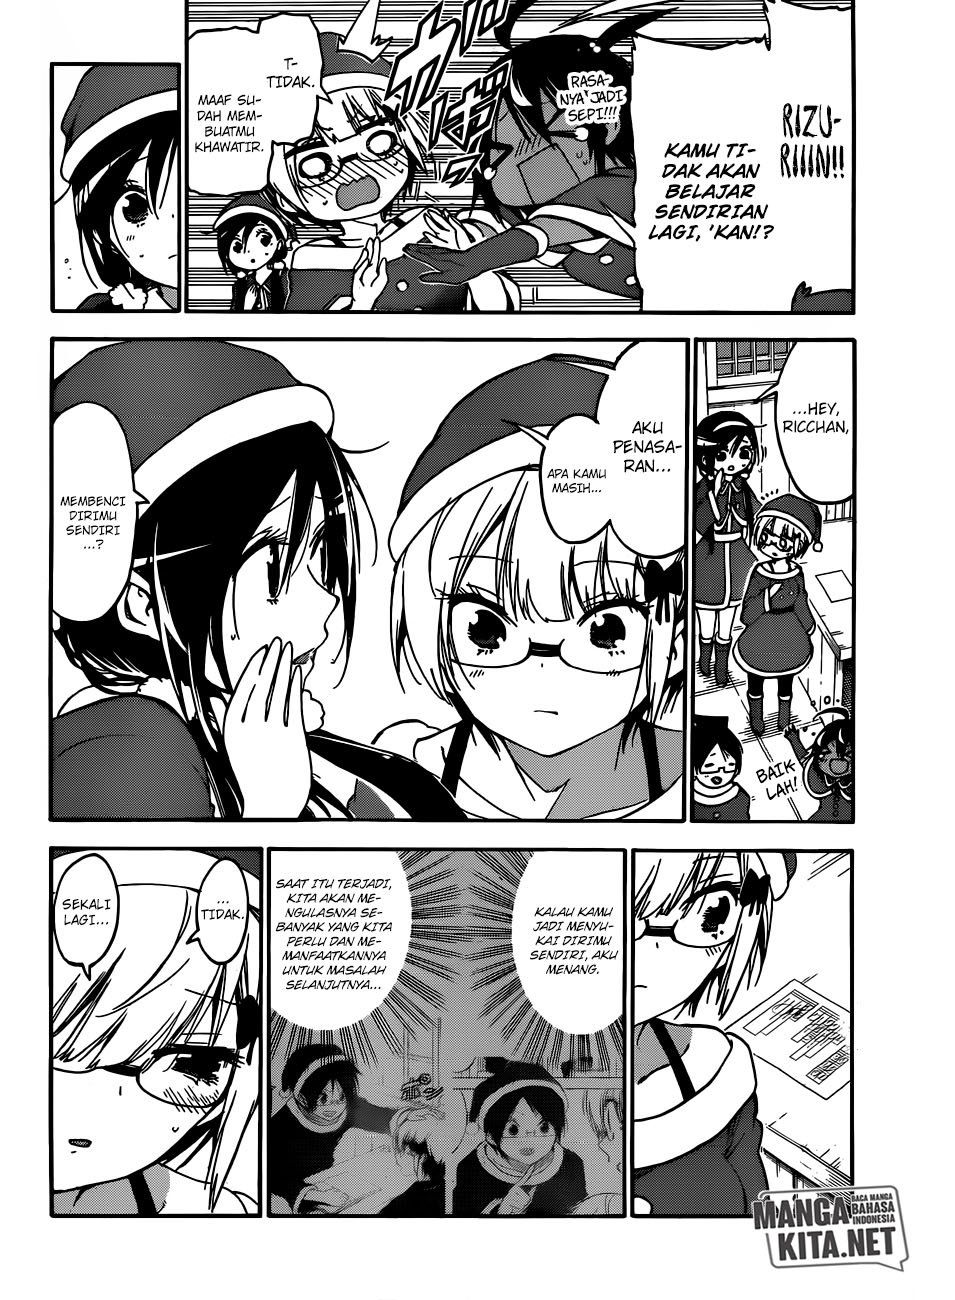 RIZU-
RIIIN!!
KAMU TI-
DAK AKAN
BELAJAR
SENDIRIAN
LAGI, 'KAN!?
RASA-
NYA JADI
SEPI!!!
T-
TIDAK.
MAAF SU-
DAH MEM-
BUATMU
KHAWATIR.
...HEY,
RICCHAN,
BAIK-
LAH!
AKU
PENASA-
RAN...
APA KAMU
MASIH...
MEMBENCI
DIRIMU
SENDIRI
...?
KALAU KAMU
JADI MENYU-
KAI DIRIMU
SENDIRI, AKU
MENANG.
SAAT ITU TERJADI,
KITA AKAN ME-
NGULASNYA SE-
BANYAK YANG KITA
PERLU DAN ME-
MANFAATKANNYA
UNTUK MASALAH
SELANJUTNYA...
...
TIDAK.
SEKALI
LAGI...
MANGA
KITA.NET
BACA MANGA
BAHASA
INDONESIA